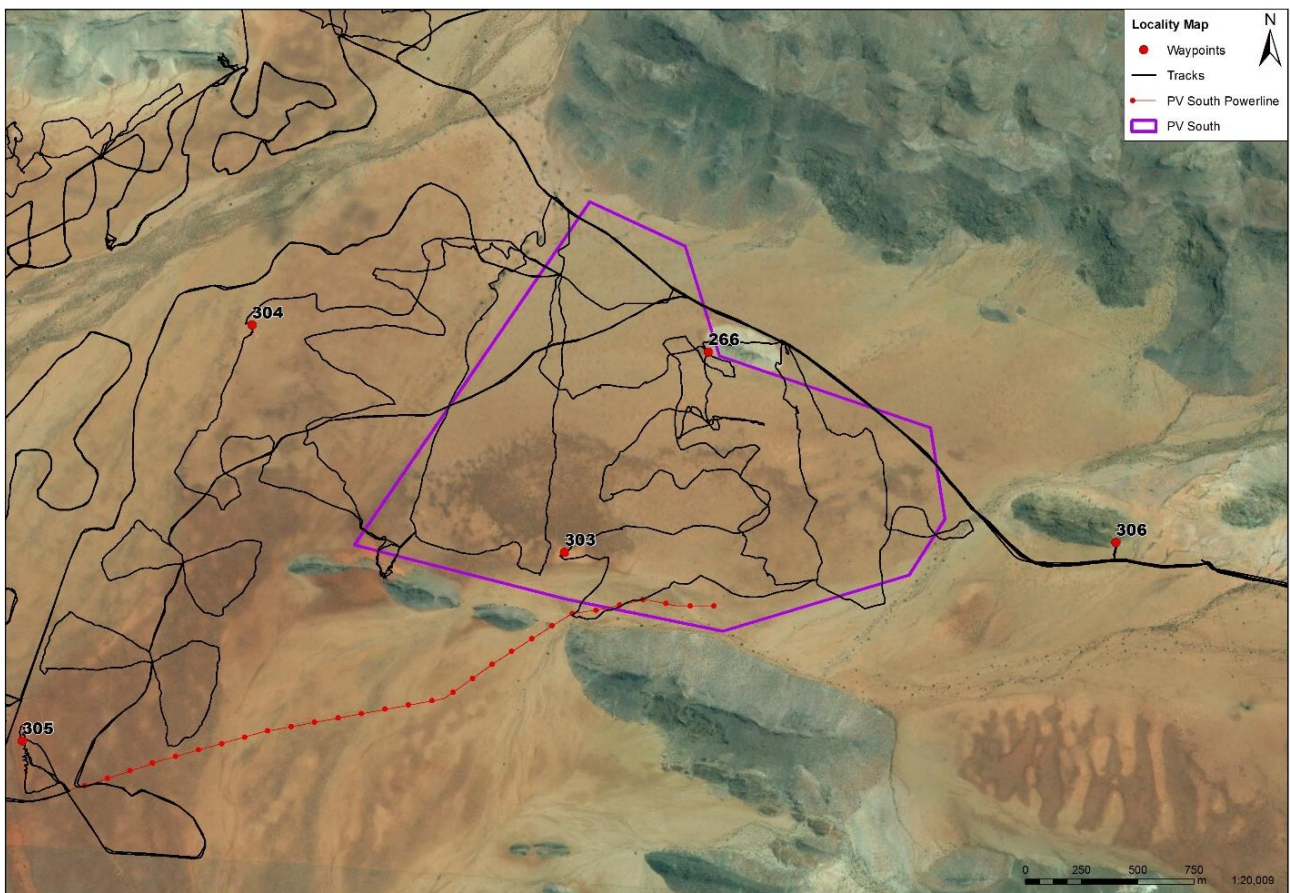 Locality Map
N
Waypoints
Tracks
PV South Powerline
PV South
304
266
303
306
305
0 250 500 750
m 1:20,009